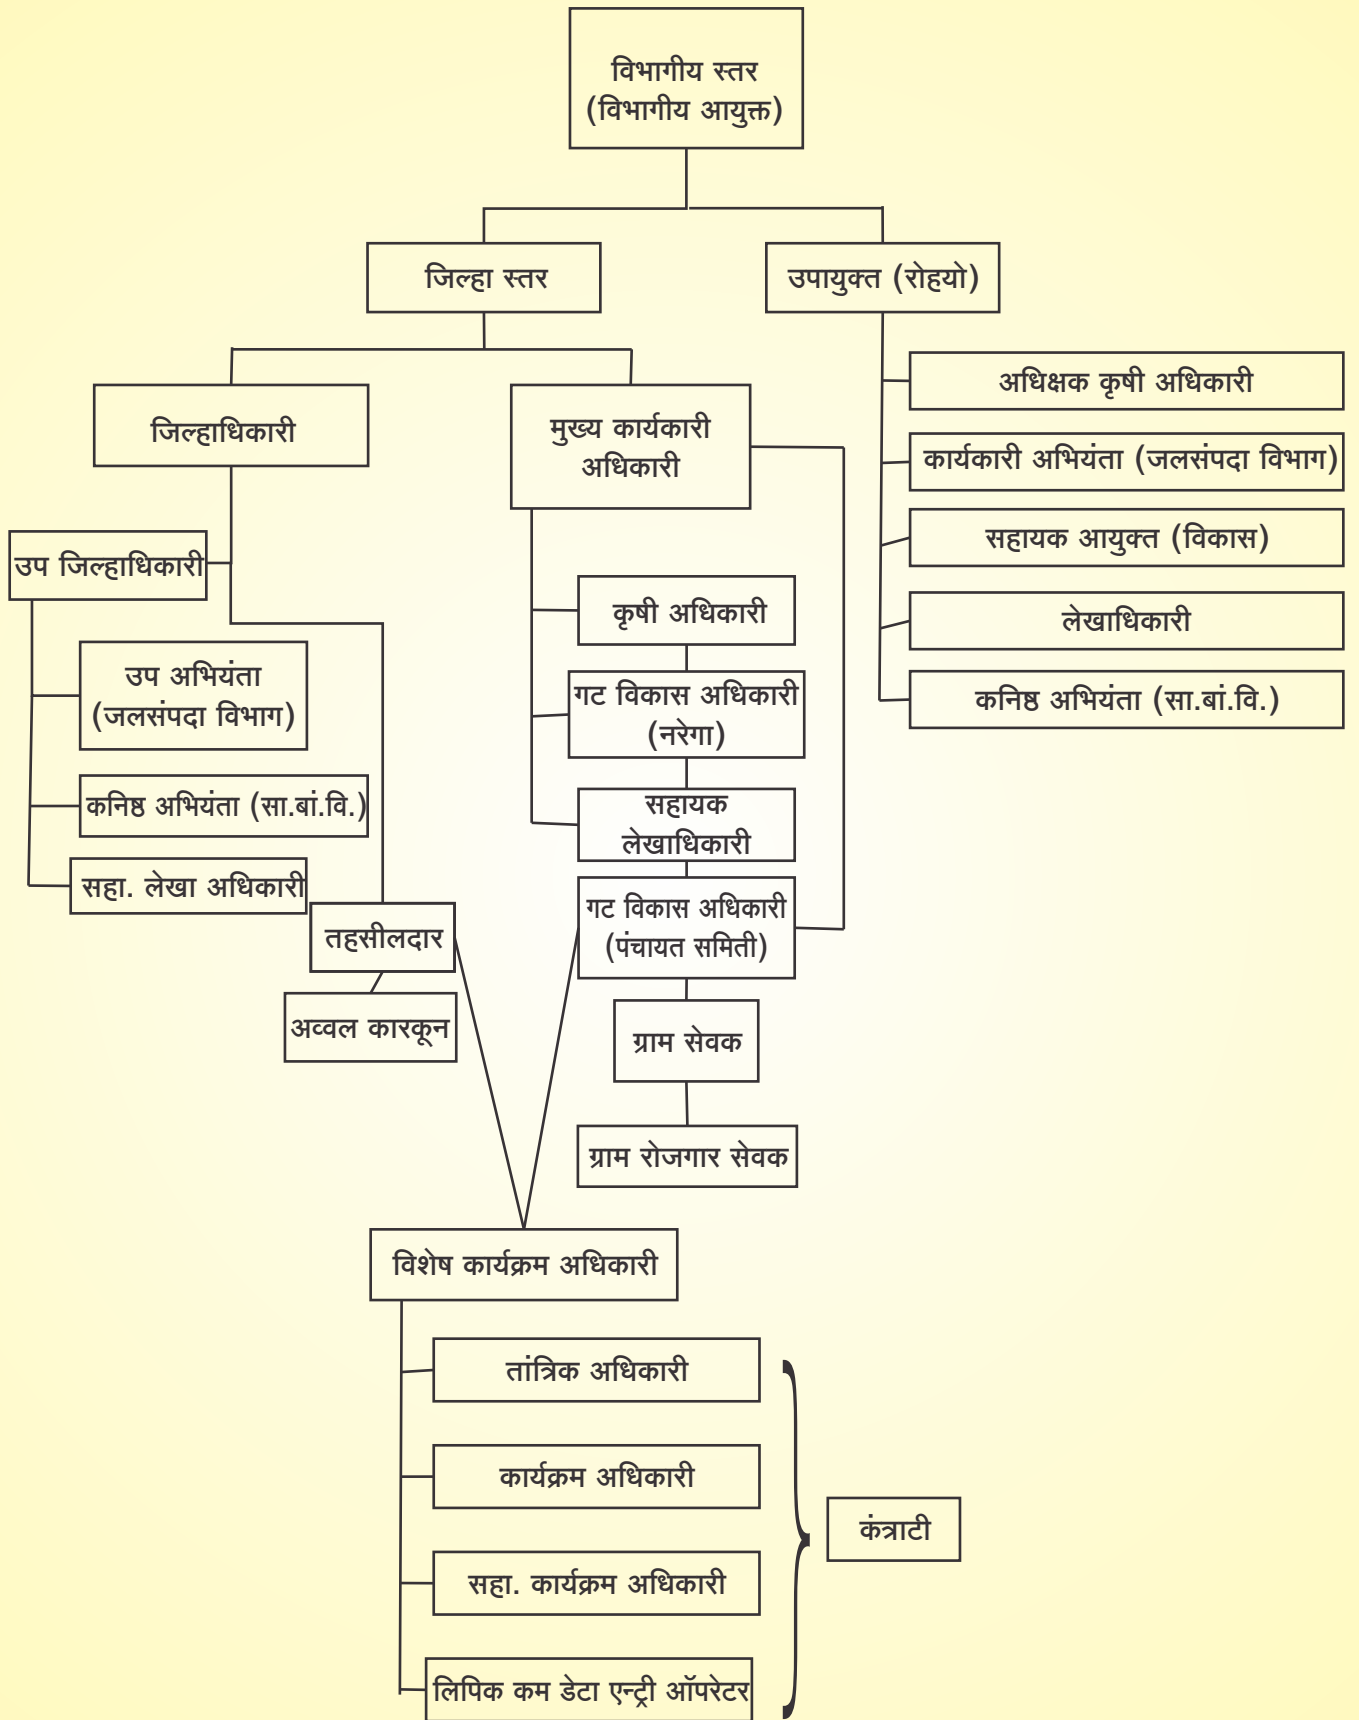 विभागीय स्तर
(विभागीय आयुक्त)
जिल्हा स्तर
उपायुक्त (रोहयो)
जिल्हाधिकारी
मुख्य कार्यकारी
अधिकारी
अधिक्षक कृषी अधिकारी
कार्यकारी अभियंता (जलसंपदा विभाग)
सहायक आयुक्त (विकास)
लेखाधिकारी
कनिष्ठ अभियंता (सा.बां.वि.)
उप जिल्हाधिकारी
उप अभियंता
(जलसंपदा विभाग)
कनिष्ठ अभियंता (सा.बां.वि.)
सहा. लेखा अधिकारी
तहसीलदार
अव्वल कारकून
कृषी अधिकारी
गट विकास अधिकारी
(नरेगा)
सहायक
लेखाधिकारी
गट विकास अधिकारी
(पंचायत समिती)
ग्राम सेवक
ग्राम रोजगार सेवक
विशेष कार्यक्रम अधिकारी
तांत्रिक अधिकारी
कार्यक्रम अधिकारी
सहा. कार्यक्रम अधिकारी
लिपिक कम डेटा एन्ट्री ऑपरेटर
कंत्राटी